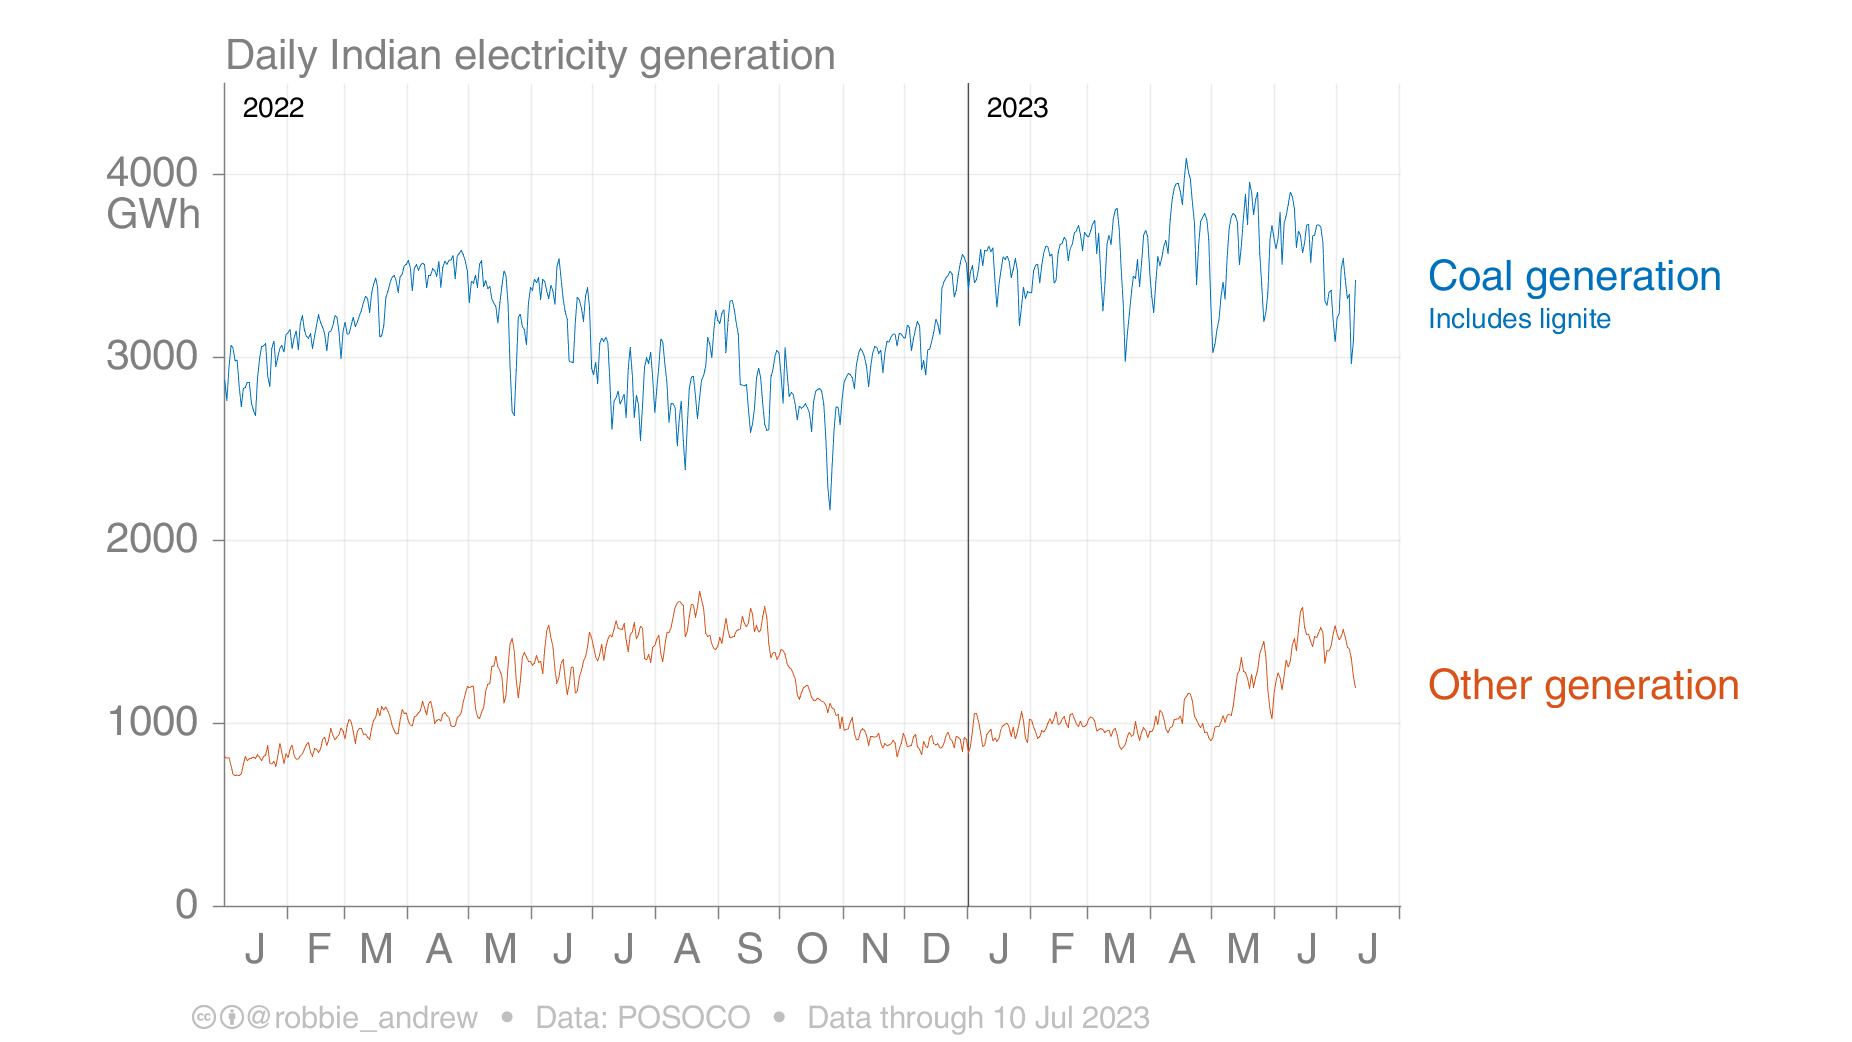 Daily Indian electricity generation
2022
2023
4000
GWh
3000
2000
1000
0
Coal generation
Includes lignite
Other generation
J F M A M J J A S O N D J F M A M J J
cc @robbie_andrew • Data: POSOCO • Data through 10 Jul 2023